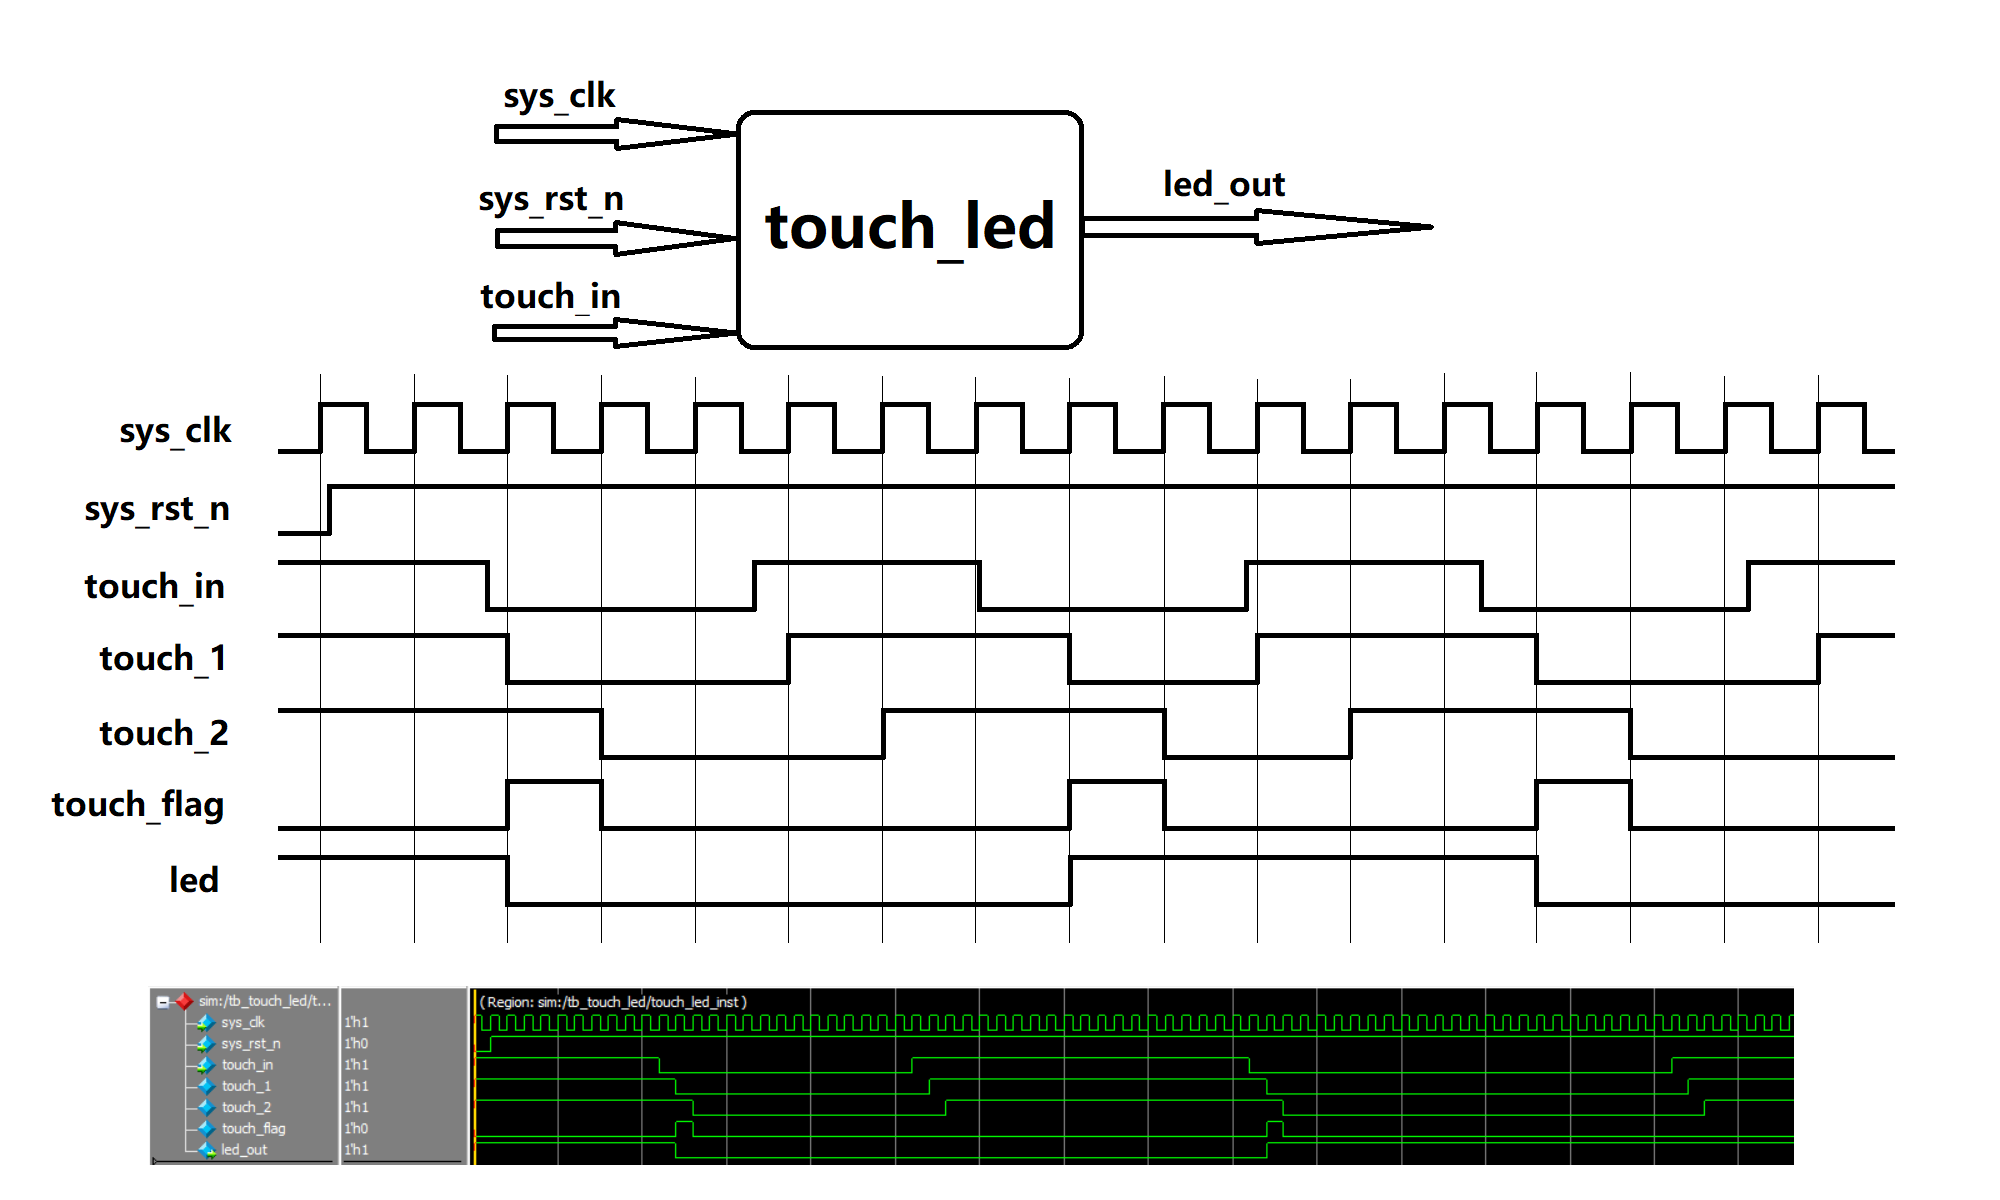 sys_clk
sys_rst_n
touch_in
touch_led
led_out
sys_clk
sys_rst_n
touch_in
touch_1
touch_2
touch_flag
led
sim:/tb_touch_led/t...
(Region: sim:/tb_touch_led/touch_led_inst )
sys_clk 1'h1
sys_rst_n 1'h0
touch_in 1'h1
touch_1 1'h1
touch_2 1'h1
touch_flag 1'h0
led_out 1'h1